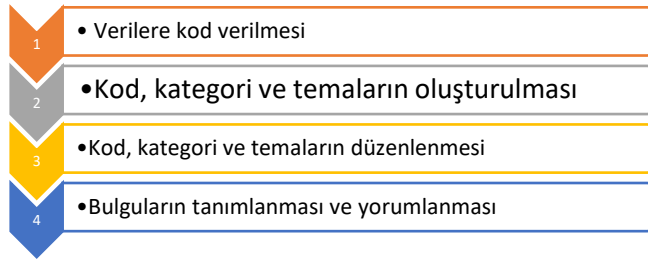 1
• Verilere kod verilmesi
2
•Kod, kategori ve temaların oluşturulması
3
•Kod, kategori ve temaların düzenlenmesi
4
•Bulguların tanımlanması ve yorumlanması